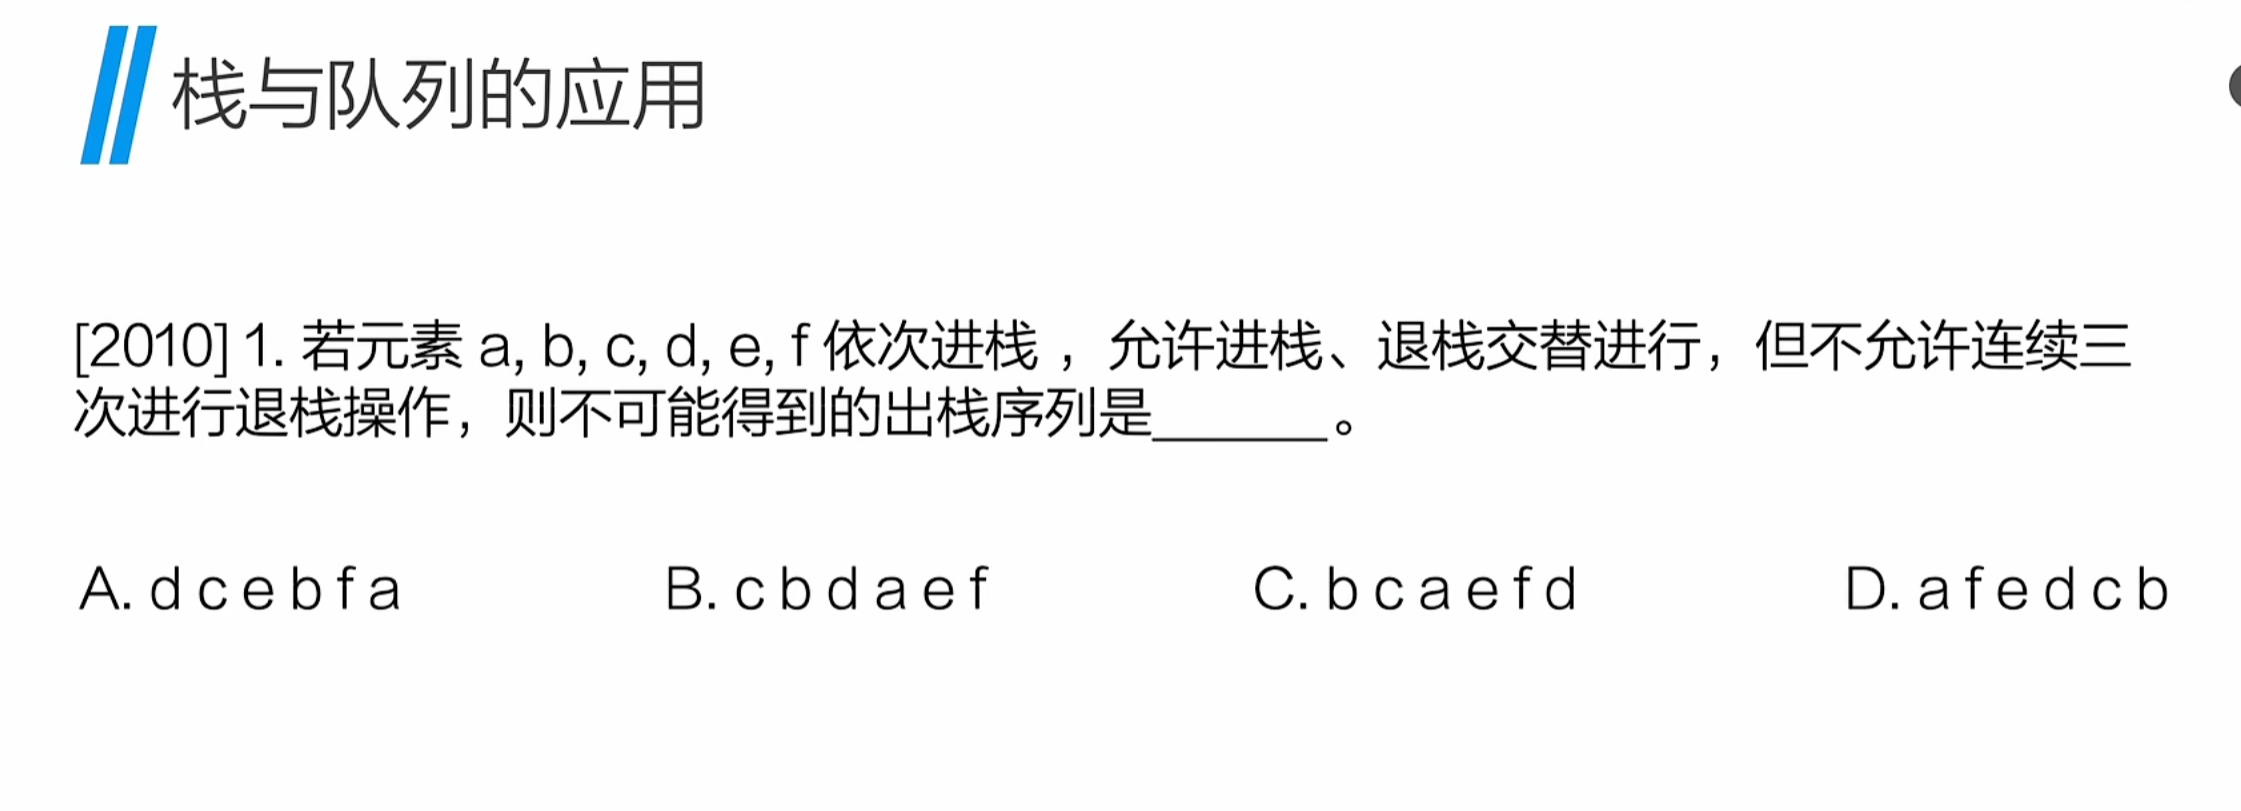 栈与队列的应用
[2010] 1. 若元素 a, b, c, d, e, f 依次进栈 ，允许进栈、退栈交替进行，但不允许连续三
次进行退栈操作，则不可能得到的出栈序列是______。
A. d c e b f a B. c b d a e f C. b c a e f d D. a f e d c b